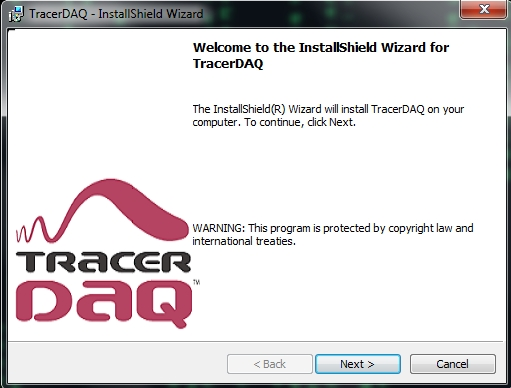 TracerDAQ - InstallShield Wizard
Welcome to the InstallShield Wizard for
TracerDAQ
The InstallShield(R) Wizard will install TracerDAQ on your
computer. To continue, click Next.
WARNING: This program is protected by copyright law and
international treaties.
TRACER
DAQ™
< Back
Next >
Cancel